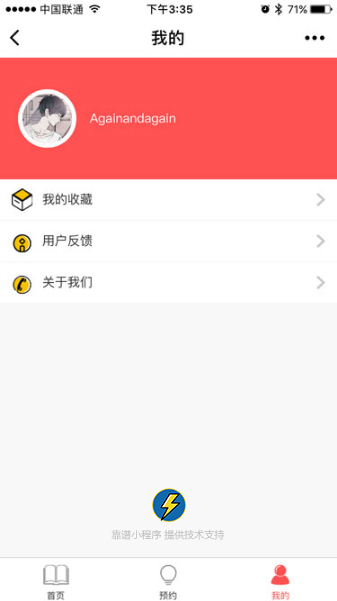 中国联通 下午3:35 71%
我的
Againandagain
我的收藏
用户反馈
关于我们
靠谱小程序 提供技术支持
首页 预约 我的